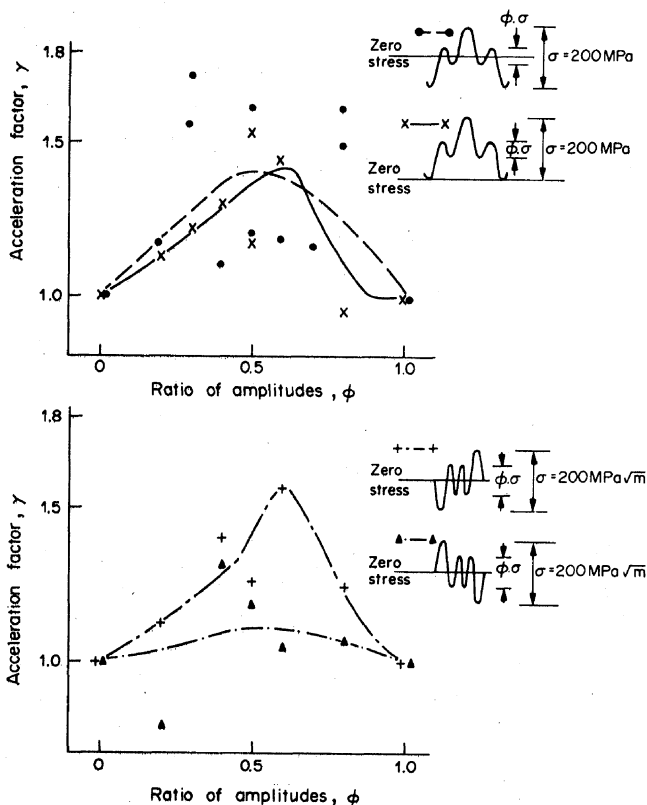 1.8
1.5
1.0
Acceleration factor, γ
0
0.5
1.0
Ratio of amplitudes, ϕ
Zero
stress
ϕ.σ
σ = 200 MPa
Zero
stress
ϕ.σ
σ = 200 MPa
1.8
1.5
1.0
Acceleration factor, γ
0
0.5
1.0
Ratio of amplitudes, ϕ
Zero
stress
ϕ.σ
σ = 200 MPa√m
Zero
stress
ϕ.σ
σ = 200 MPa√m